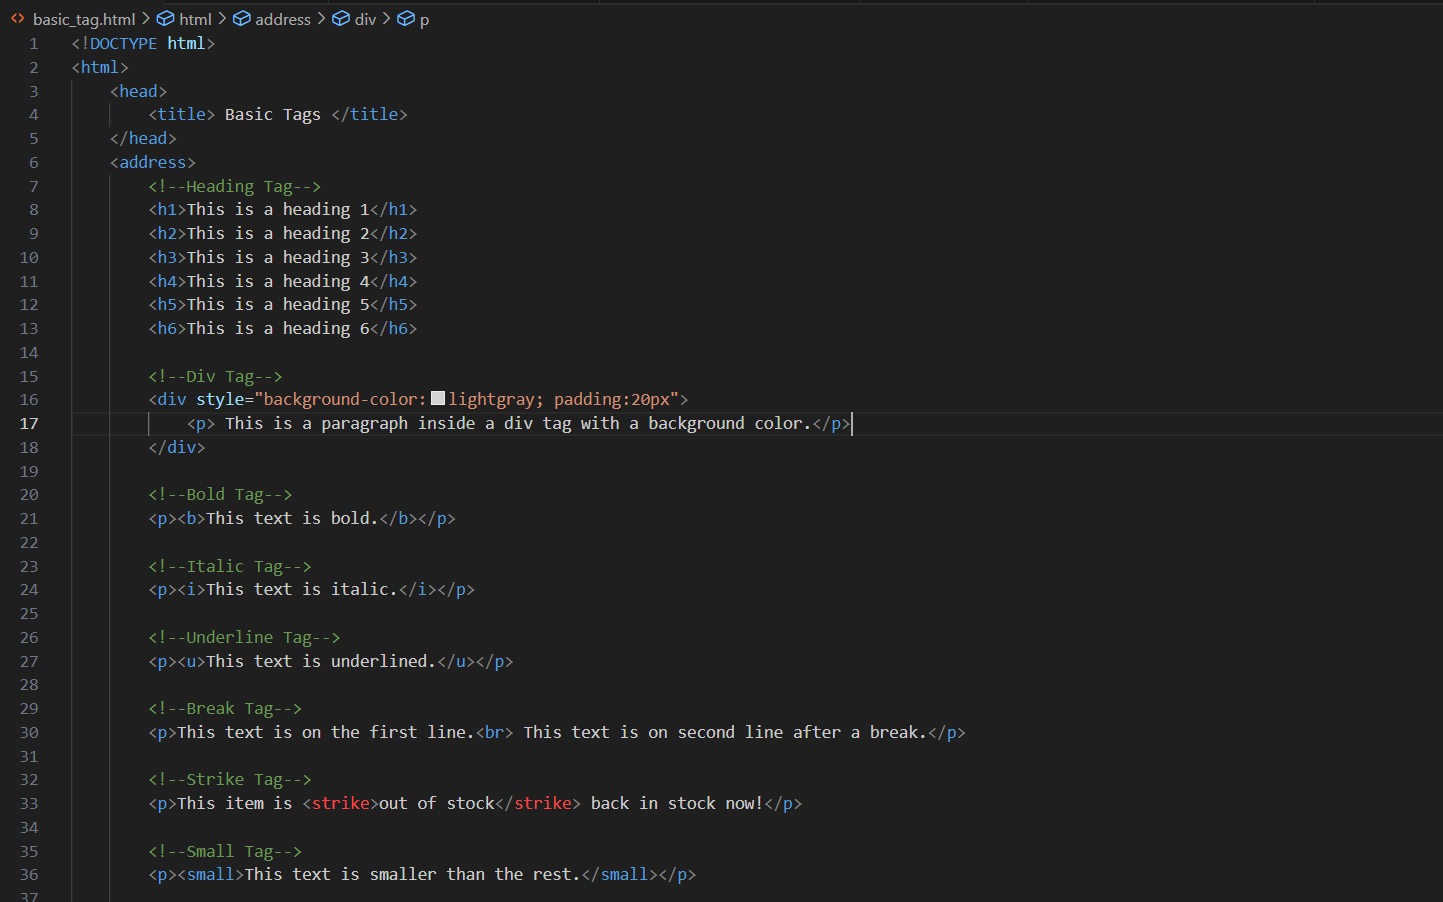 basic_tag.html > html > address > div > p
1 <!DOCTYPE html>
2 <html>
3     <head>
4         <title> Basic Tags </title>
5     </head>
6     <address>
7         <!--Heading Tag-->
8         <h1>This is a heading 1</h1>
9         <h2>This is a heading 2</h2>
10         <h3>This is a heading 3</h3>
11         <h4>This is a heading 4</h4>
12         <h5>This is a heading 5</h5>
13         <h6>This is a heading 6</h6>
14
15         <!--Div Tag-->
16         <div style="background-color:lightgray; padding:20px">
17             <p> This is a paragraph inside a div tag with a background color.</p>
18         </div>
19
20         <!--Bold Tag-->
21         <p><b>This text is bold.</b></p>
22
23         <!--Italic Tag-->
24         <p><i>This text is italic.</i></p>
25
26         <!--Underline Tag-->
27         <p><u>This text is underlined.</u></p>
28
29         <!--Break Tag-->
30         <p>This text is on the first line.<br> This text is on second line after a break.</p>
31
32         <!--Strike Tag-->
33         <p>This item is <strike>out of stock</strike> back in stock now!</p>
34
35         <!--Small Tag-->
36         <p><small>This text is smaller than the rest.</small></p>
37